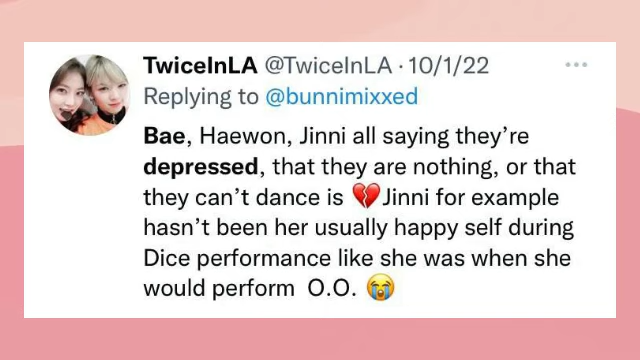 TwiceInLA @TwiceInLA · 10/1/22
Replying to @bunnimixxed
Bae, Haewon, Jinni all saying they’re
depressed, that they are nothing, or that
they can’t dance is 💔Jinni for example
hasn’t been her usually happy self during
Dice performance like she was when she
would perform O.O. 😭